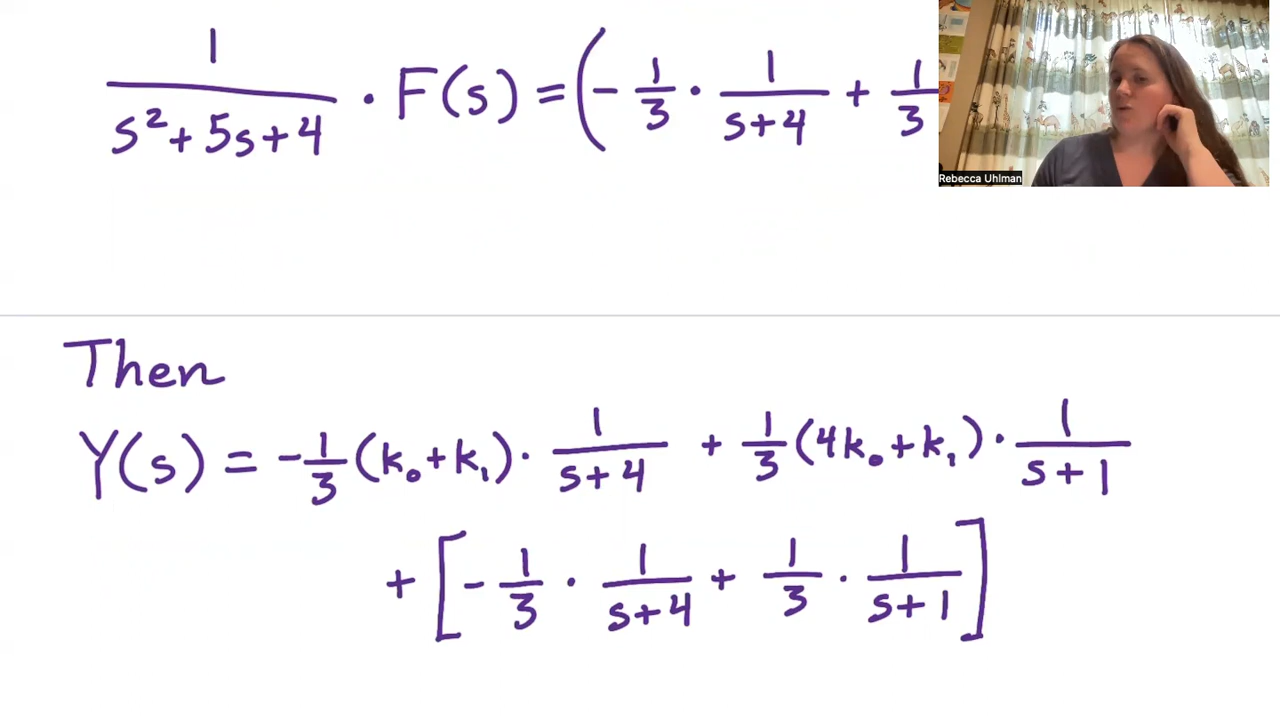 1/(s²+5s+4) · F(s) = (-1/3 · 1/(s+4) + 1/3
Rebecca Uhlman
Then
Y(s) = -1/3(k₀+k₁) · 1/(s+4) + 1/3(4k₀+k₁) · 1/(s+1)
+ [-1/3 · 1/(s+4) + 1/3 · 1/(s+1)]